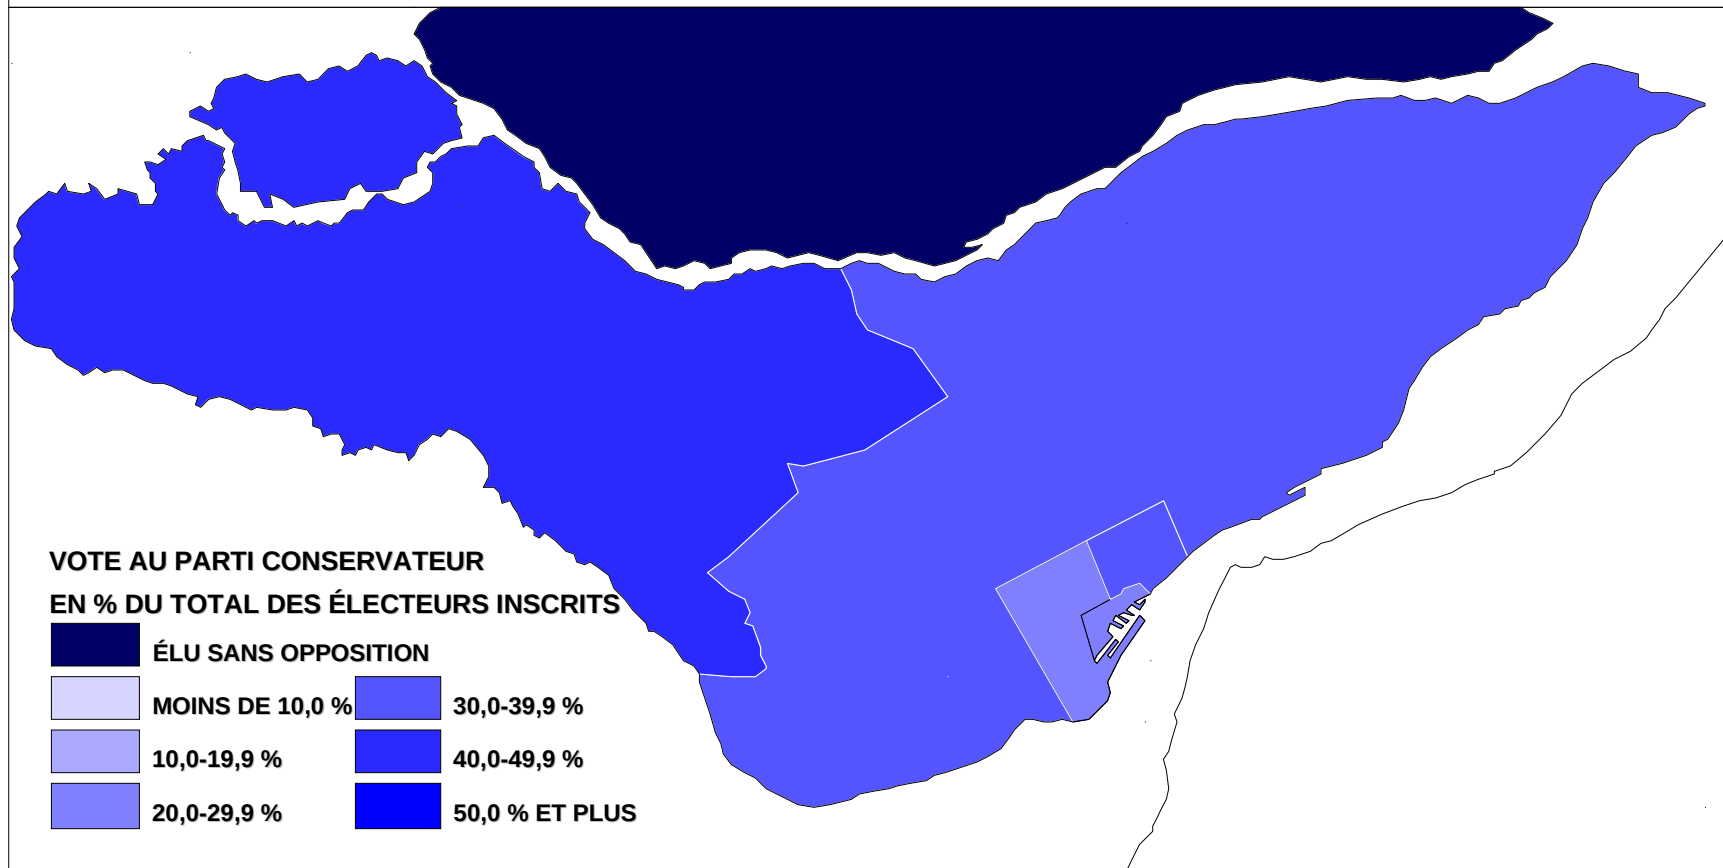 VOTE AU PARTI CONSERVATEUR
EN % DU TOTAL DES ÉLECTEURS INSCRITS
ÉLU SANS OPPOSITION
MOINS DE 10,0 %
10,0-19,9 %
20,0-29,9 %
30,0-39,9 %
40,0-49,9 %
50,0 % ET PLUS